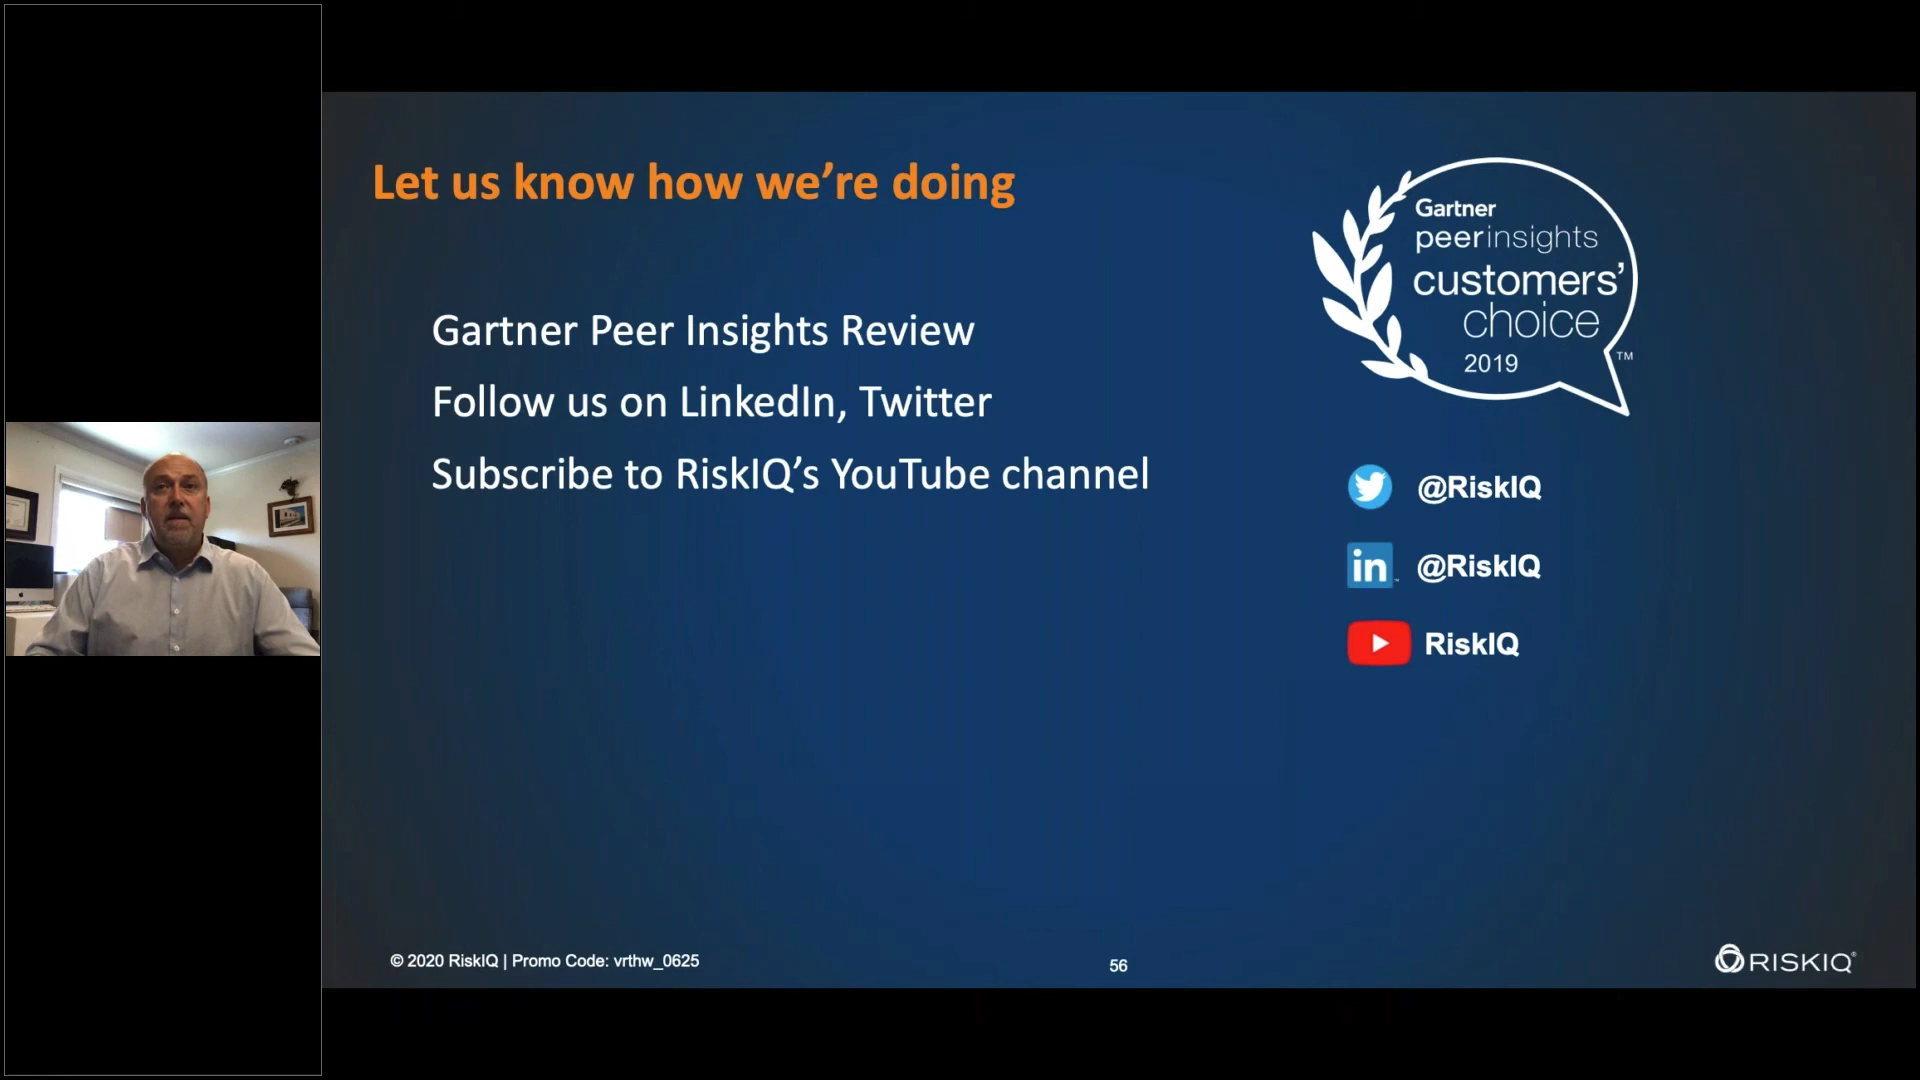 Let us know how we’re doing
Gartner Peer Insights Review
Follow us on LinkedIn, Twitter
Subscribe to RiskIQ’s YouTube channel
Gartner
peerinsights
customers’
choice
2019
TM
@RiskIQ
in
@RiskIQ
RiskIQ
© 2020 RiskIQ | Promo Code: vrthw_0625
56
RISKIQ®